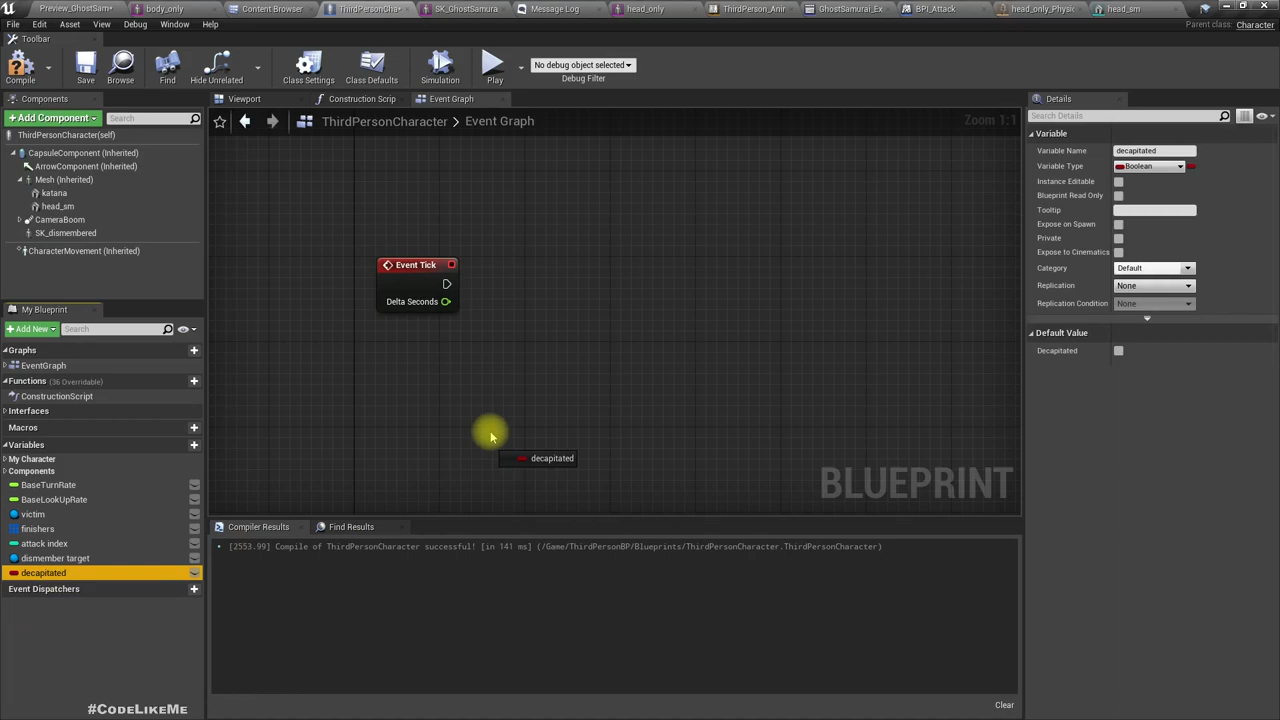 Preview_GhostSam* body_only Content Browser ThirdPersonCha* SK_GhostSamura Message Log head_only ThirdPerson_Anir GhostSamurai_Ex BPI_Attack head_only_Physic head_sm
File Edit Asset View Debug Window Help Parent class: Character
Toolbar
Compile Save Browse Find Hide Unrelated Class Settings Class Defaults Simulation Play No debug object selected Debug Filter
Components
Add Component Search
ThirdPersonCharacter(self)
CapsuleComponent (Inherited)
ArrowComponent (Inherited)
Mesh (Inherited)
katana
head_sm
CameraBoom
SK_dismembered
CharacterMovement (Inherited)
My Blueprint
Add New Search
Graphs
EventGraph
Functions (36 Overridable)
ConstructionScript
Interfaces
Macros
Variables
My Character
Components
BaseTurnRate
BaseLookUpRate
victim
finishers
attack index
dismember target
decapitated
Event Dispatchers
#CodeLikeMe
Viewport Construction Scrip Event Graph
ThirdPersonCharacter > Event Graph Zoom 1:1
Event Tick
Delta Seconds
decapitated
BLUEPRINT
Compiler Results Find Results
[2553.99] Compile of ThirdPersonCharacter successful! [in 141 ms] (/Game/ThirdPersonBP/Blueprints/ThirdPersonCharacter.ThirdPersonCharacter)
Clear
Details
Search Details
Variable
Variable Name decapitated
Variable Type Boolean
Instance Editable
Blueprint Read Only
Tooltip
Expose on Spawn
Private
Expose to Cinematics
Category Default
Replication None
Replication Condition None
Default Value
Decapitated